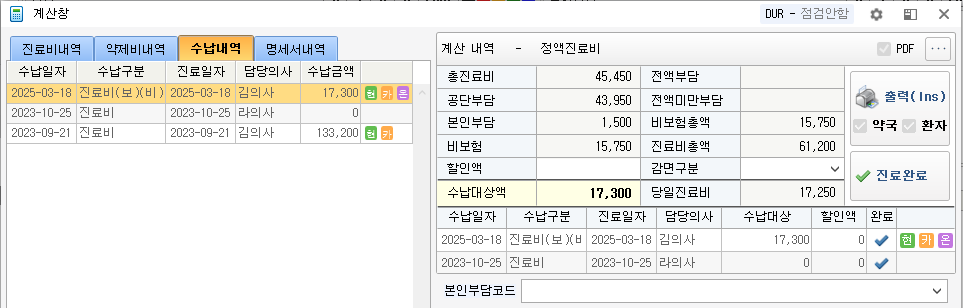 계산창 DUR - 점검안함
진료비내역 약제비내역 수납내역 명세서내역
수납일자 수납구분 진료일자 담당의사 수납금액
2025-03-18 진료비(보)(비) 2025-03-18 김의사 17,300 현 카 온
2023-10-25 진료비 2023-10-25 라의사 0
2023-09-21 진료비 2023-09-21 김의사 133,200 현 카
계산 내역 - 정액진료비 PDF ...
총진료비 45,450 전액부담
공단부담 43,950 전액미만부담
본인부담 1,500 비보험총액 15,750
비보험 15,750 진료비총액 61,200
할인액 감면구분
수납대상액 17,300 당일진료비 17,250
출력(Ins)
약국 환자
진료완료
수납일자 수납구분 진료일자 담당의사 수납대상 할인액 완료
2025-03-18 진료비(보)(비 2025-03-18 김의사 17,300 0 현 카 온
2023-10-25 진료비 2023-10-25 라의사 0 0
본인부담코드